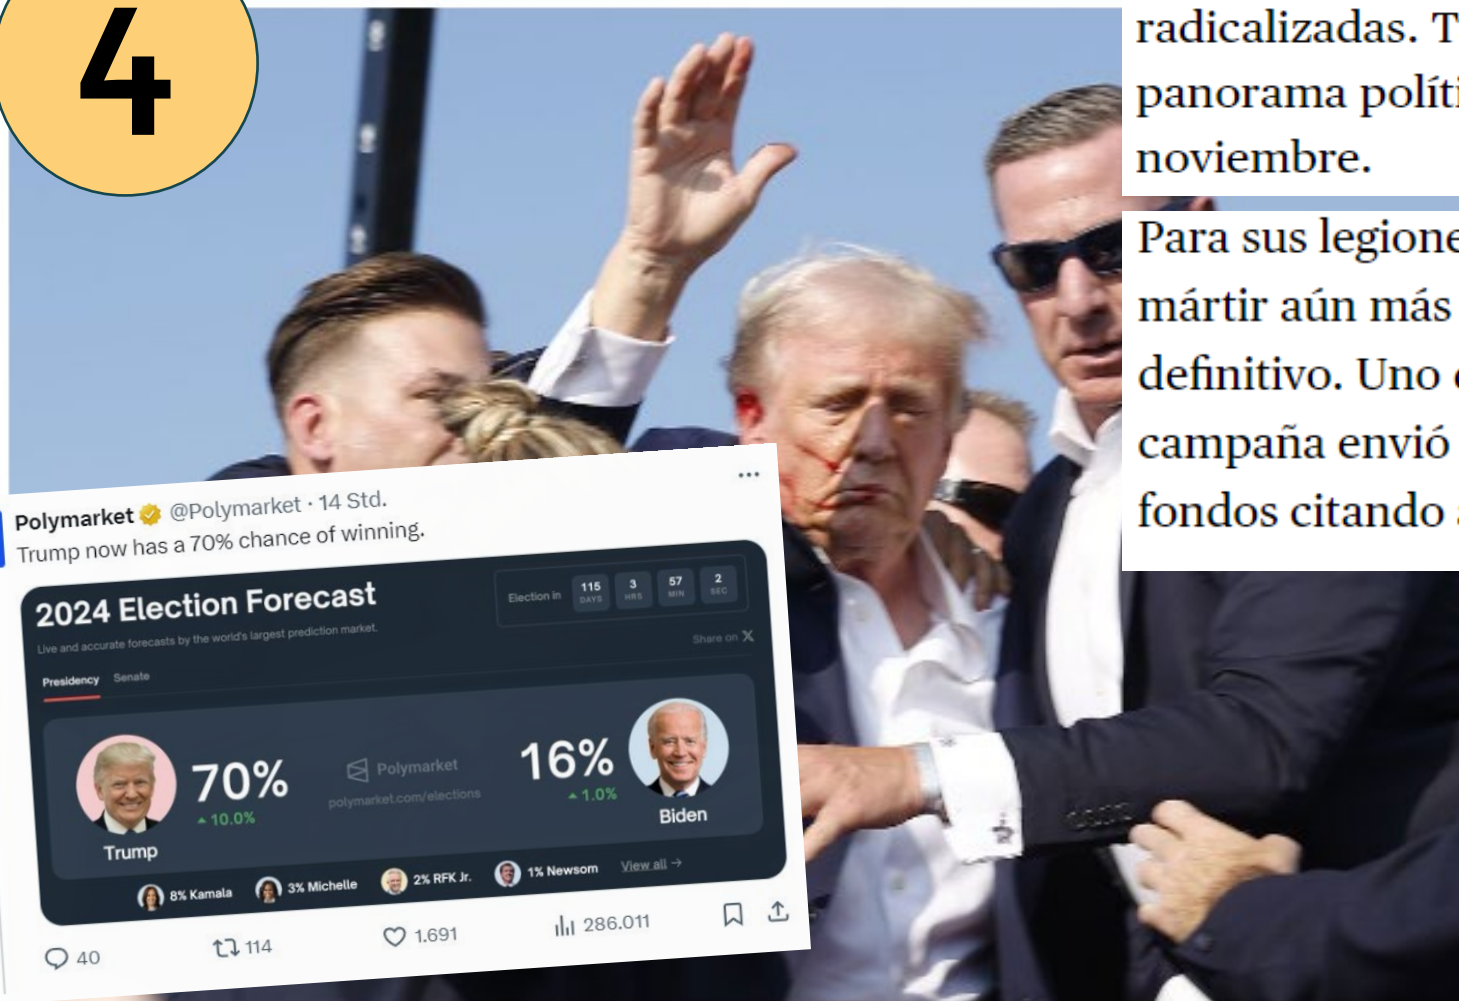 4
radicalizadas. T
panorama políti
noviembre.
Para sus legione
mártir aún más
definitivo. Uno
campaña envió
fondos citando
Polymarket @Polymarket · 14 Std.
Trump now has a 70% chance of winning.
2024 Election Forecast
Live and accurate forecasts by the world's largest prediction market.
Election in 115 DAYS 3 HRS 57 MIN 2 SEC
Share on X
Presidency Senate
70% 10.0%
Trump
Polymarket
polymarket.com/elections
16% 1.0%
Biden
8% Kamala 3% Michelle 2% RFK Jr. 1% Newsom View all →
40 114 1.691 286.011